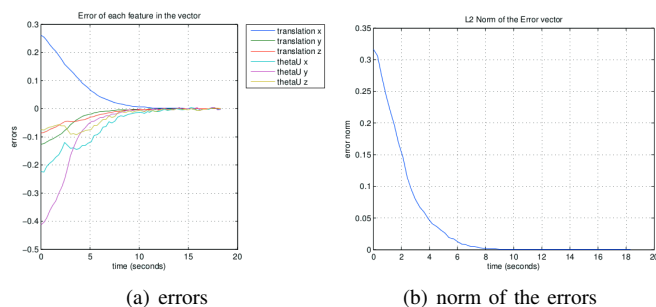 Error of each feature in the vector
0.3
0.2
0.1
0
-0.1
-0.2
-0.3
-0.4
-0.5
errors
0
5
10
15
20
time (seconds)
translation x
translation y
translation z
thetaU x
thetaU y
thetaU z
(a) errors
L2 Norm of the Error vector
0.35
0.3
0.25
0.2
0.15
0.1
0.05
0
error norm
0
2
4
6
8
10
12
14
16
18
20
time (seconds)
(b) norm of the errors